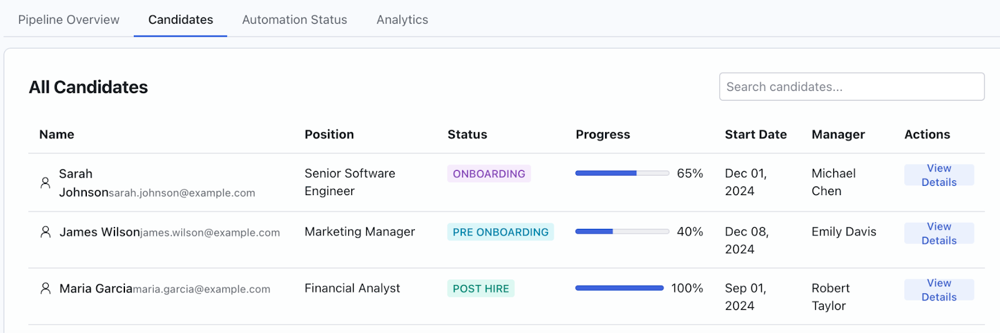 Pipeline Overview Candidates Automation Status Analytics
All Candidates
Search candidates...
Name Position Status Progress Start Date Manager Actions
Sarah
Johnsonsarah.johnson@example.com
Senior Software
Engineer
ONBOARDING
65%
Dec 01,
2024
Michael
Chen
View
Details
James Wilsonjames.wilson@example.com
Marketing Manager
PRE ONBOARDING
40%
Dec 08,
2024
Emily Davis
View
Details
Maria Garciamaria.garcia@example.com
Financial Analyst
POST HIRE
100%
Sep 01,
2024
Robert
Taylor
View
Details